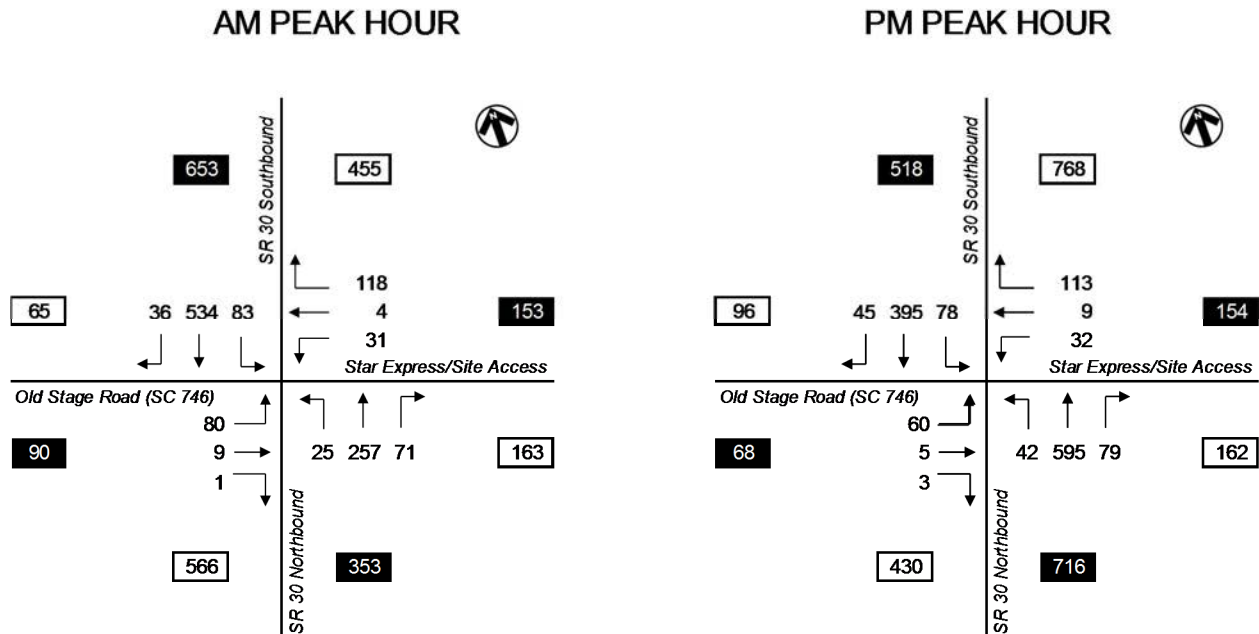 AM PEAK HOUR
SR 30 Southbound
N
653
455
118
65
36 534 83
4
153
31
Star Express/Site Access
Old Stage Road (SC 746)
80
90
9
25 257 71
163
1
SR 30 Northbound
566
353
PM PEAK HOUR
SR 30 Southbound
N
518
768
113
96
45 395 78
9
154
32
Star Express/Site Access
Old Stage Road (SC 746)
60
68
5
42 595 79
162
3
SR 30 Northbound
430
716